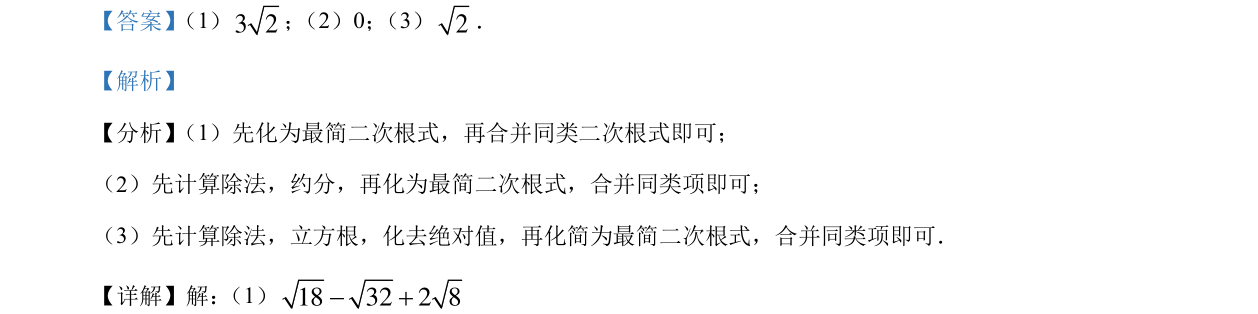 【答案】（1）3√2；（2）0；（3）√2．
【解析】
【分析】（1）先化为最简二次根式，再合并同类二次根式即可；
（2）先计算除法，约分，再化为最简二次根式，合并同类项即可；
（3）先计算除法，立方根，化去绝对值，再化简为最简二次根式，合并同类项即可．
【详解】解：（1）√18−√32+2√8